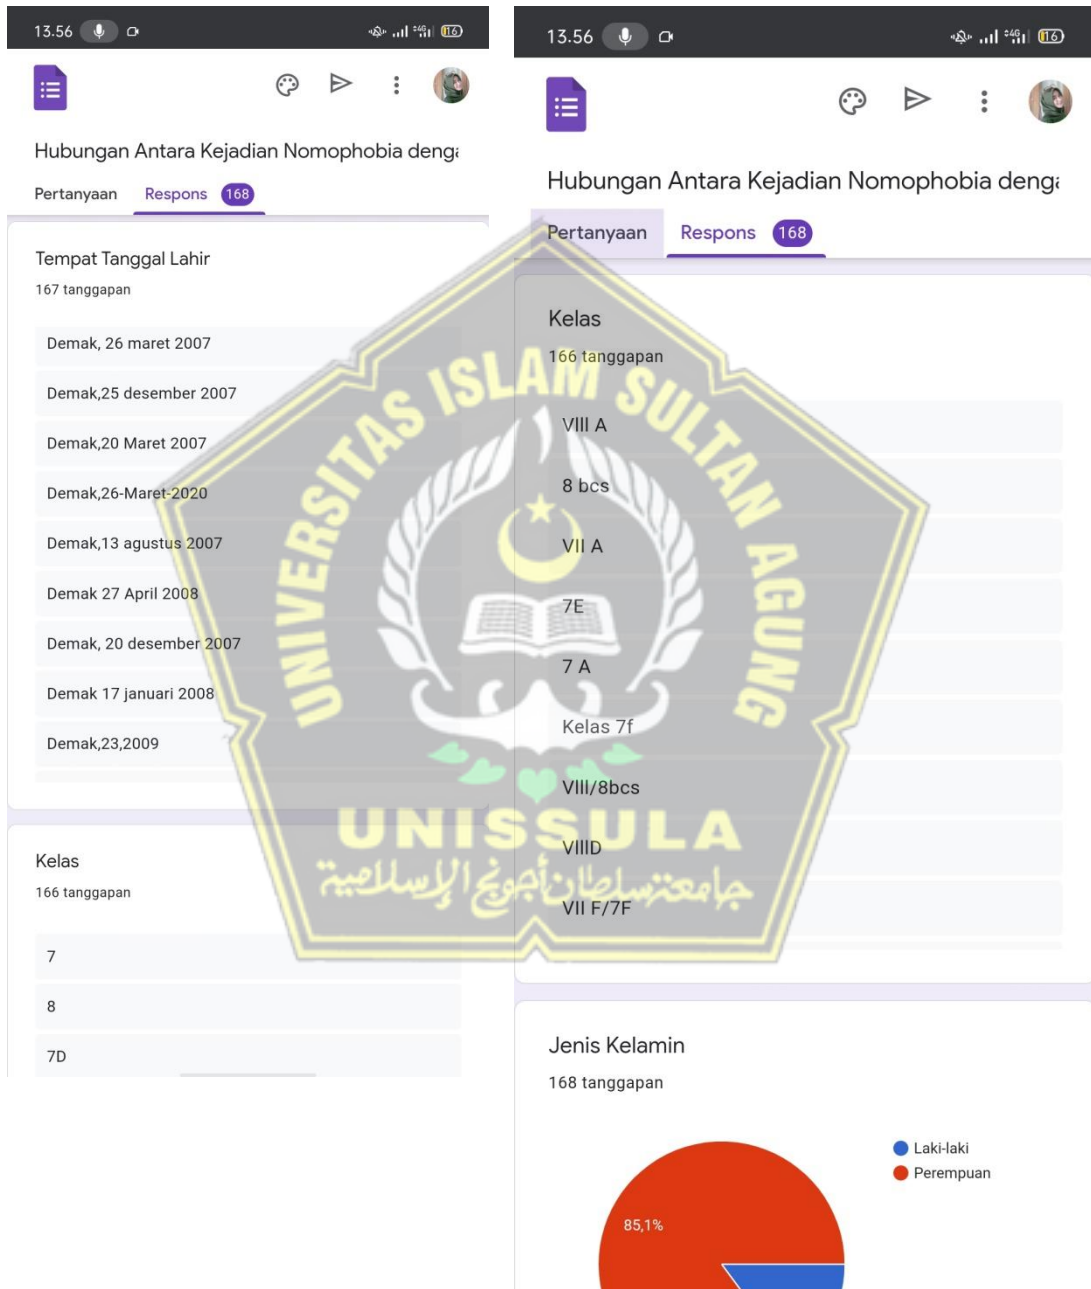 13.56
16
Hubungan Antara Kejadian Nomophobia denga
Pertanyaan Respons 168
Tempat Tanggal Lahir
167 tanggapan
Demak, 26 maret 2007
Demak,25 desember 2007
Demak,20 Maret 2007
Demak,26-Maret-2020
Demak,13 agustus 2007
Demak 27 April 2008
Demak, 20 desember 2007
Demak 17 januari 2008
Demak,23,2009
Kelas
166 tanggapan
7
8
7D
13.56
16
Hubungan Antara Kejadian Nomophobia denga
Pertanyaan Respons 168
Kelas
166 tanggapan
VIII A
8 bcs
VII A
7E
7 A
Kelas 7f
VIII/8bcs
VIIID
VII F/7F
Jenis Kelamin
168 tanggapan
Laki-laki
Perempuan
85,1%
UNIVERSITAS ISLAM SULTAN AGUNG
UNISSULA
جامعة سلطان أجونج الإسلامية